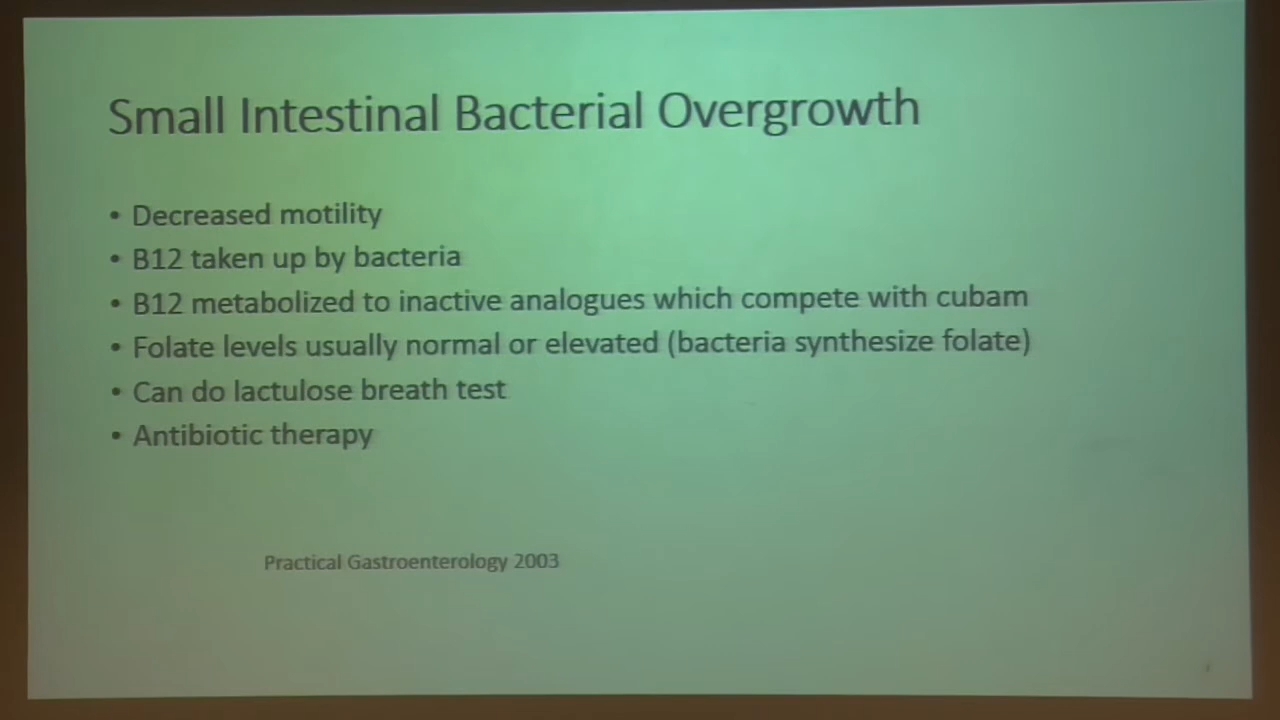 Small Intestinal Bacterial Overgrowth
• Decreased motility
• B12 taken up by bacteria
• B12 metabolized to inactive analogues which compete with cubam
• Folate levels usually normal or elevated (bacteria synthesize folate)
• Can do lactulose breath test
• Antibiotic therapy
Practical Gastroenterology 2003